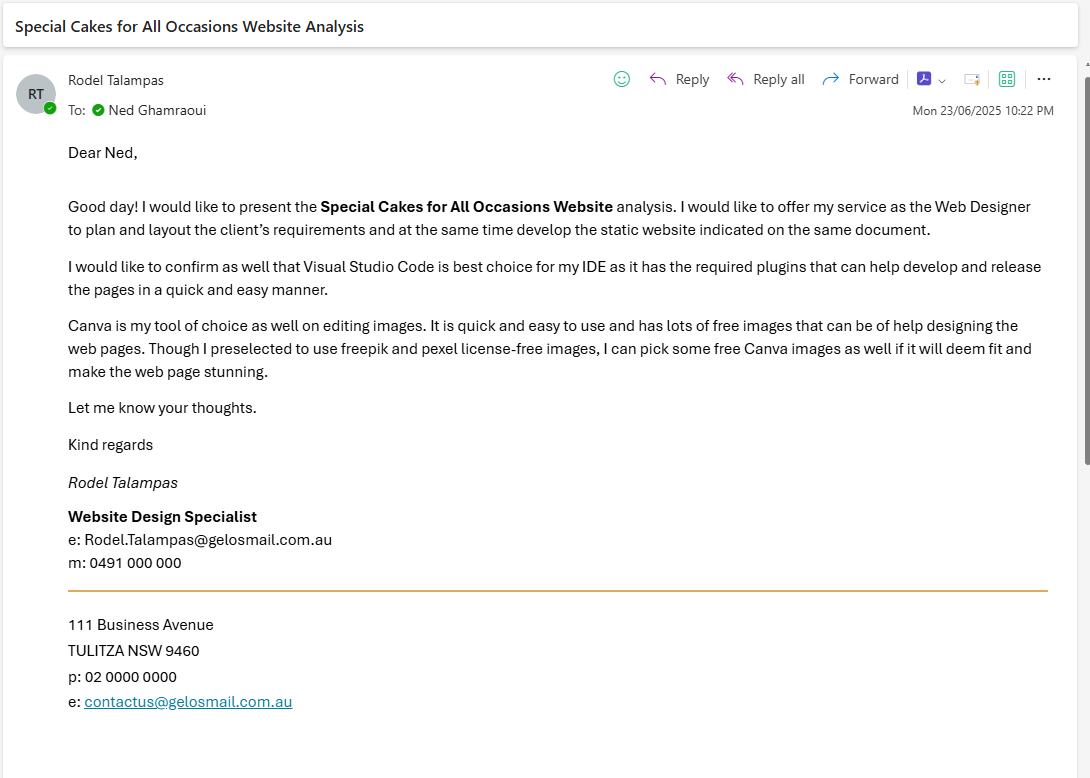 Special Cakes for All Occasions Website Analysis
RT
Rodel Talampas
Reply
Reply all
Forward
To: Ned Ghamraoui
Mon 23/06/2025 10:22 PM
Dear Ned,
Good day! I would like to present the Special Cakes for All Occasions Website analysis. I would like to offer my service as the Web Designer
to plan and layout the client’s requirements and at the same time develop the static website indicated on the same document.
I would like to confirm as well that Visual Studio Code is best choice for my IDE as it has the required plugins that can help develop and release
the pages in a quick and easy manner.
Canva is my tool of choice as well on editing images. It is quick and easy to use and has lots of free images that can be of help designing the
web pages. Though I preselected to use freepik and pexel license-free images, I can pick some free Canva images as well if it will deem fit and
make the web page stunning.
Let me know your thoughts.
Kind regards
Rodel Talampas
Website Design Specialist
e: Rodel.Talampas@gelosmail.com.au
m: 0491 000 000
111 Business Avenue
TULITZA NSW 9460
p: 02 0000 0000
e: contactus@gelosmail.com.au